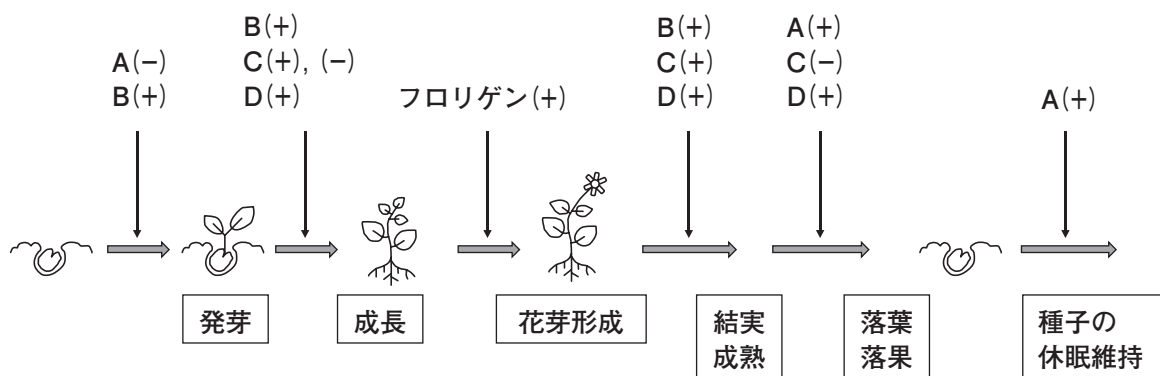 A(−)
B(+)
B(+)
C(+), (−)
D(+)
フロリゲン(+)
B(+)
C(+)
D(+)
A(+)
C(−)
D(+)
A(+)
発芽
成長
花芽形成
結実
成熟
落葉
落果
種子の
休眠維持